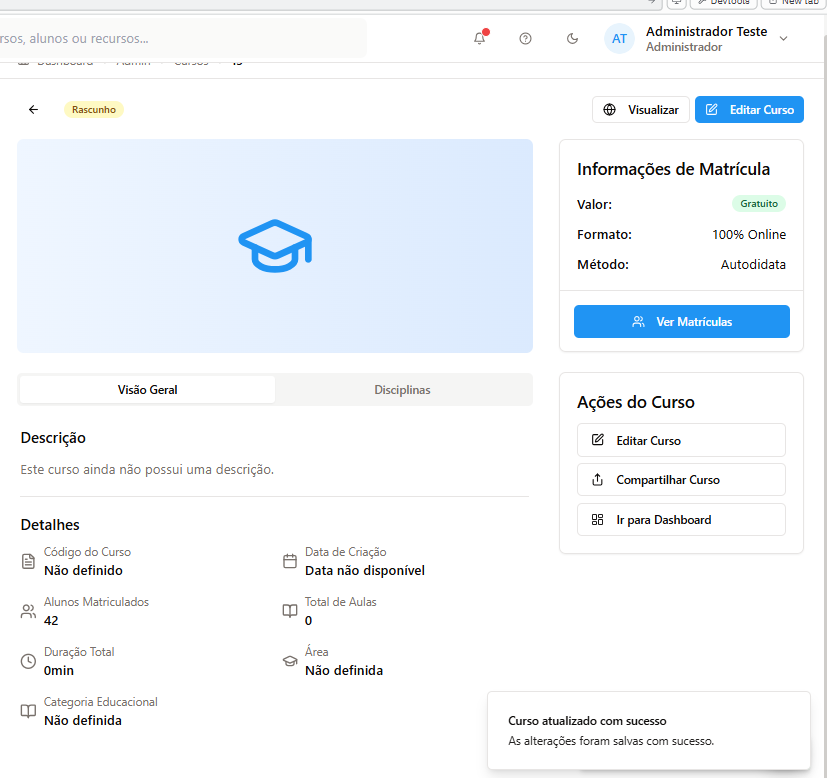 Devtools
New tab
rsos, alunos ou recursos...
AT
Administrador Teste
Administrador
Dashboard Admin Cursos
Rascunho
Visualizar
Editar Curso
Informações de Matrícula
Valor: Gratuito
Formato: 100% Online
Método: Autodidata
Ver Matrículas
Visão Geral
Disciplinas
Descrição
Este curso ainda não possui uma descrição.
Detalhes
Código do Curso
Não definido
Data de Criação
Data não disponível
Alunos Matriculados
42
Total de Aulas
0
Duração Total
0min
Área
Não definida
Categoria Educacional
Não definida
Ações do Curso
Editar Curso
Compartilhar Curso
Ir para Dashboard
Curso atualizado com sucesso
As alterações foram salvas com sucesso.